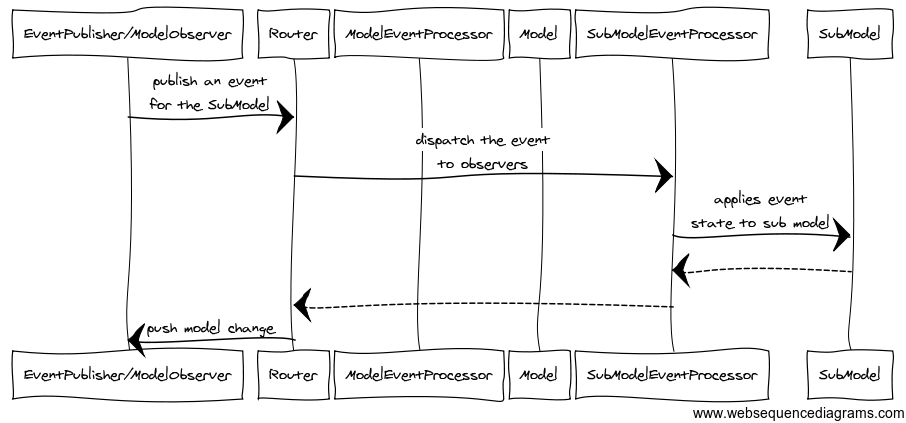 EventPublisher/ModelObserver
Router
ModelEventProcessor
Model
SubModelEventProcessor
SubModel
publish an event
for the SubModel
dispatch the event
to observers
applies event
state to sub model
push model change
EventPublisher/ModelObserver
Router
ModelEventProcessor
Model
SubModelEventProcessor
SubModel
www.websequencediagrams.com